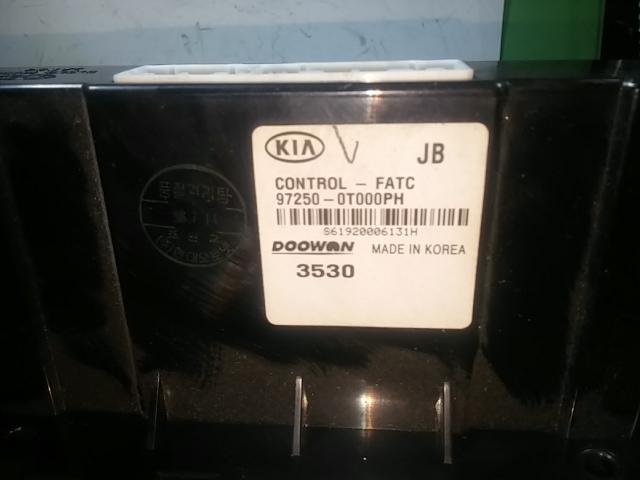 KIA V JB
CONTROL - FATC
97250-0T000PH
S61920006131H
DOOWON MADE IN KOREA
3530